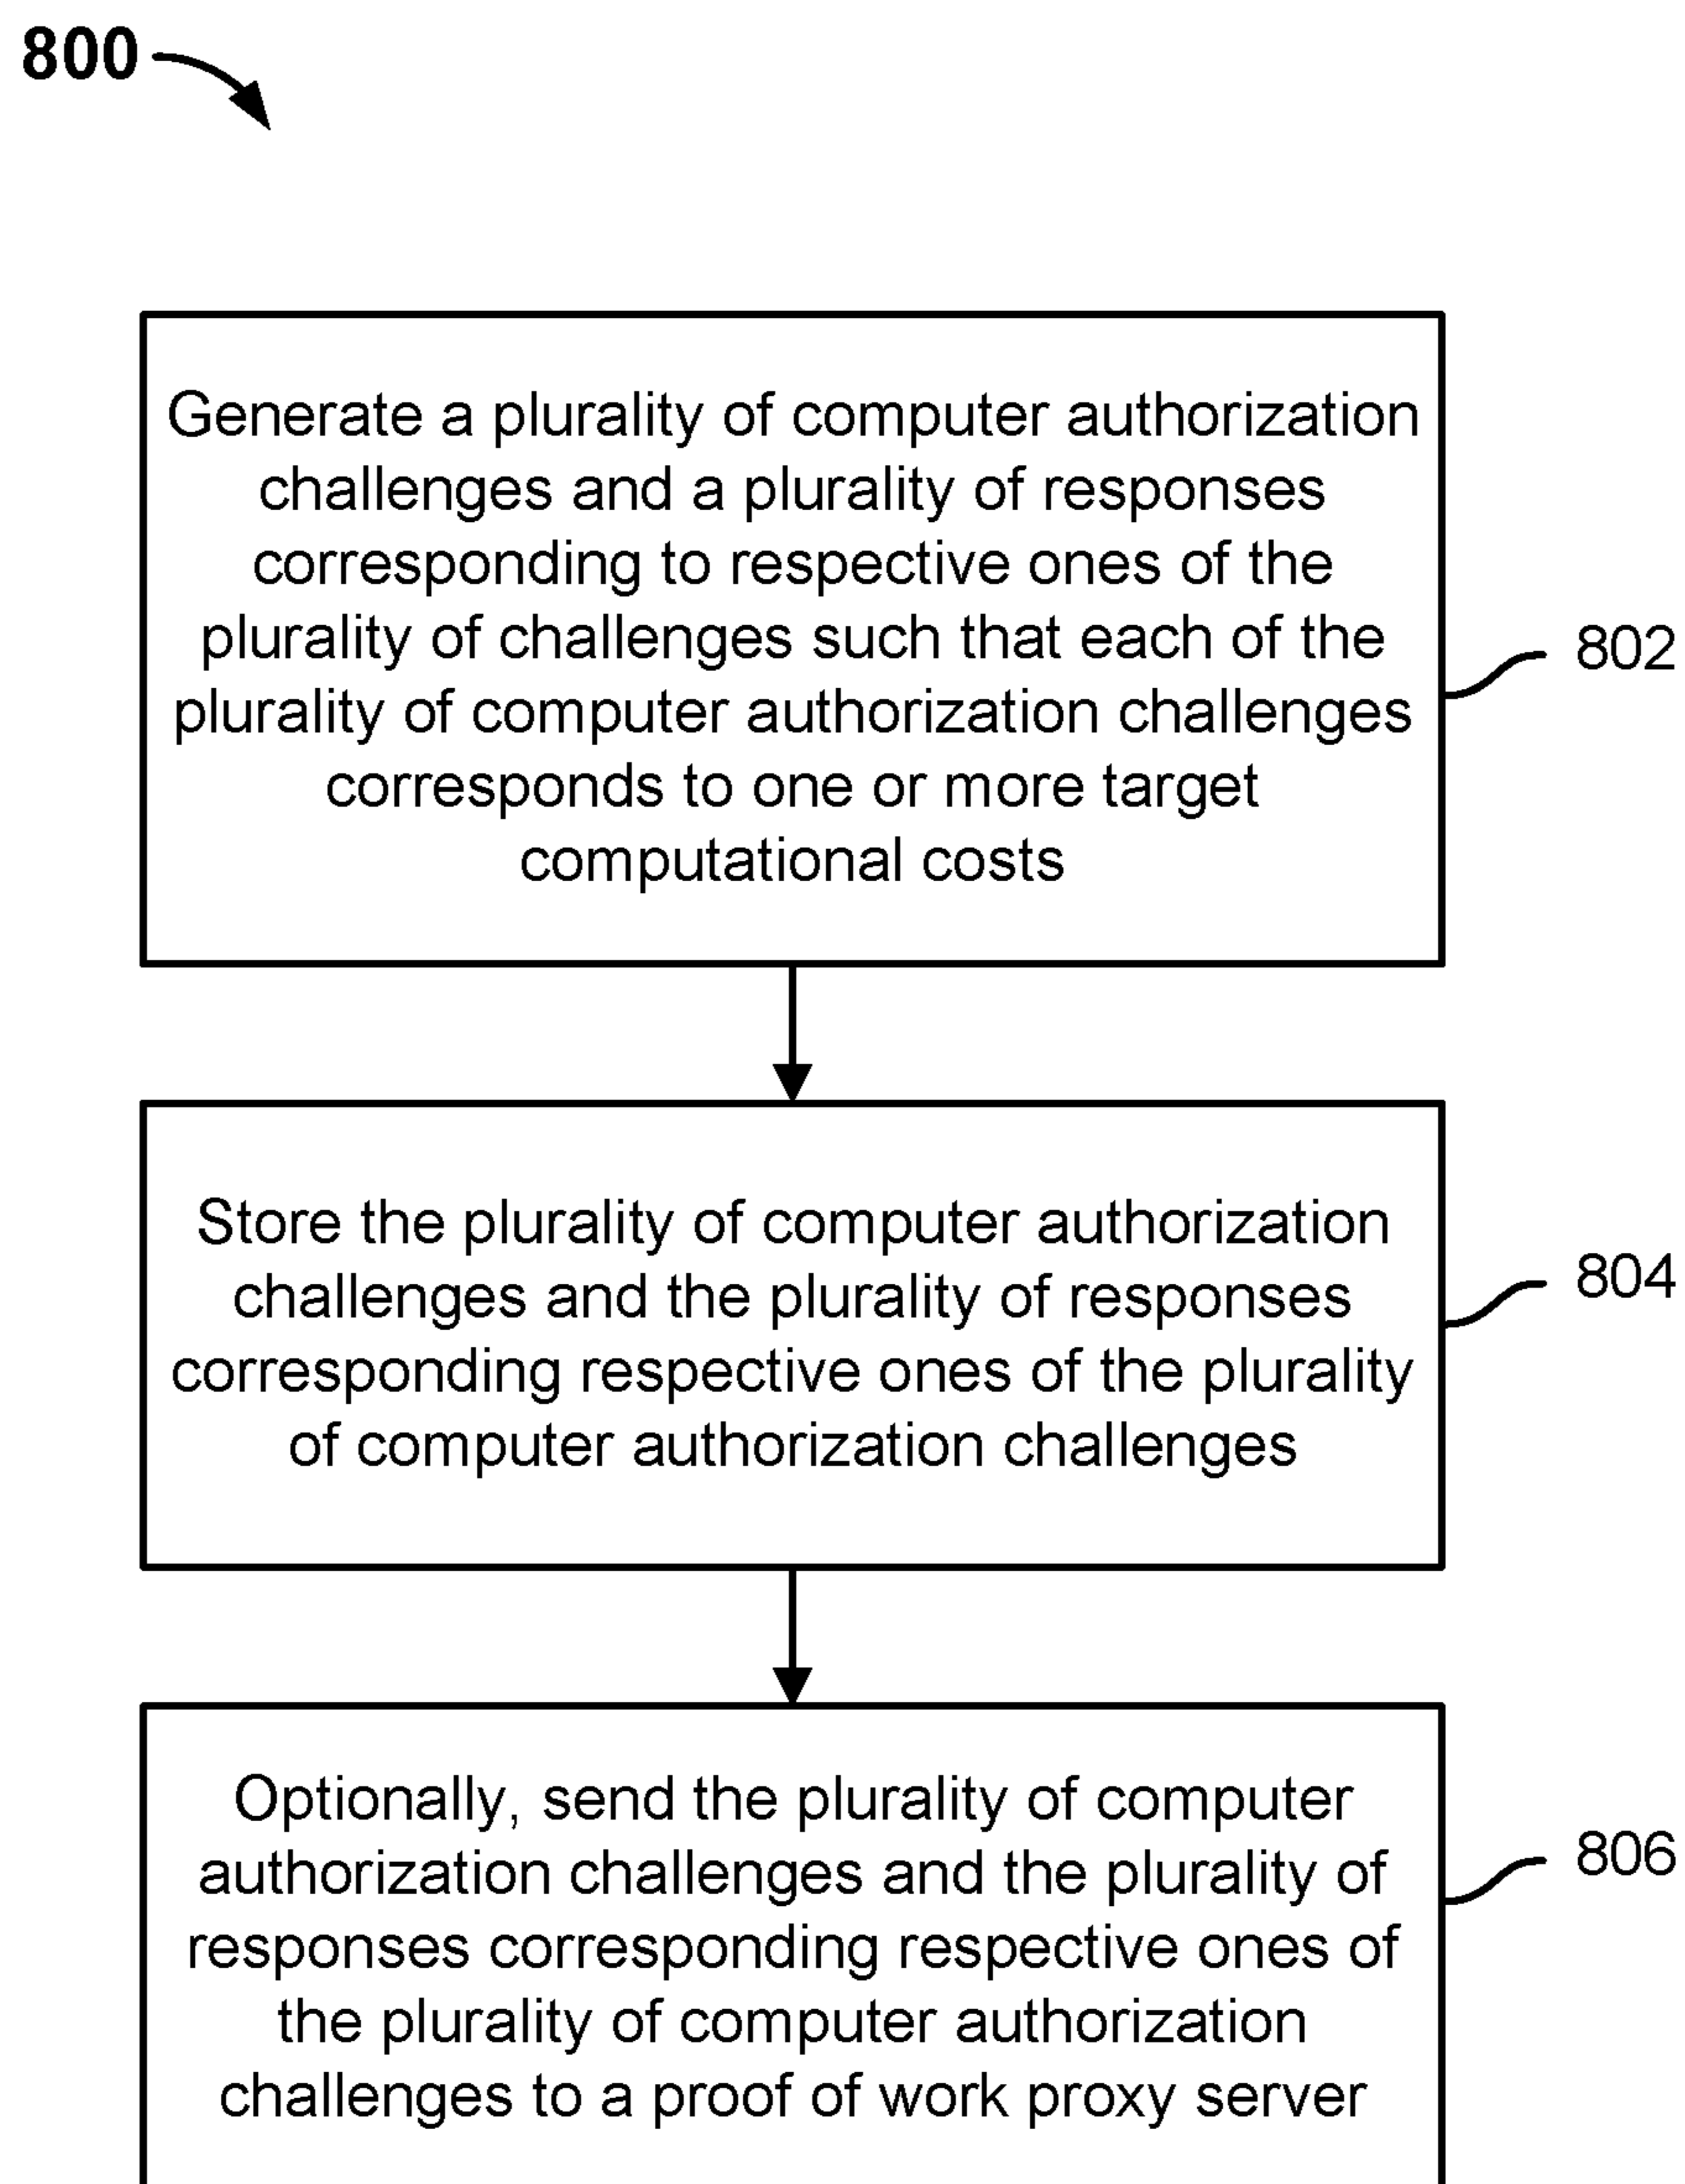 800
Generate a plurality of computer authorization
challenges and a plurality of responses
corresponding to respective ones of the
plurality of challenges such that each of the
plurality of computer authorization challenges
corresponds to one or more target
computational costs
802
Store the plurality of computer authorization
challenges and the plurality of responses
corresponding respective ones of the plurality
of computer authorization challenges
804
Optionally, send the plurality of computer
authorization challenges and the plurality of
responses corresponding respective ones of
the plurality of computer authorization
challenges to a proof of work proxy server
806